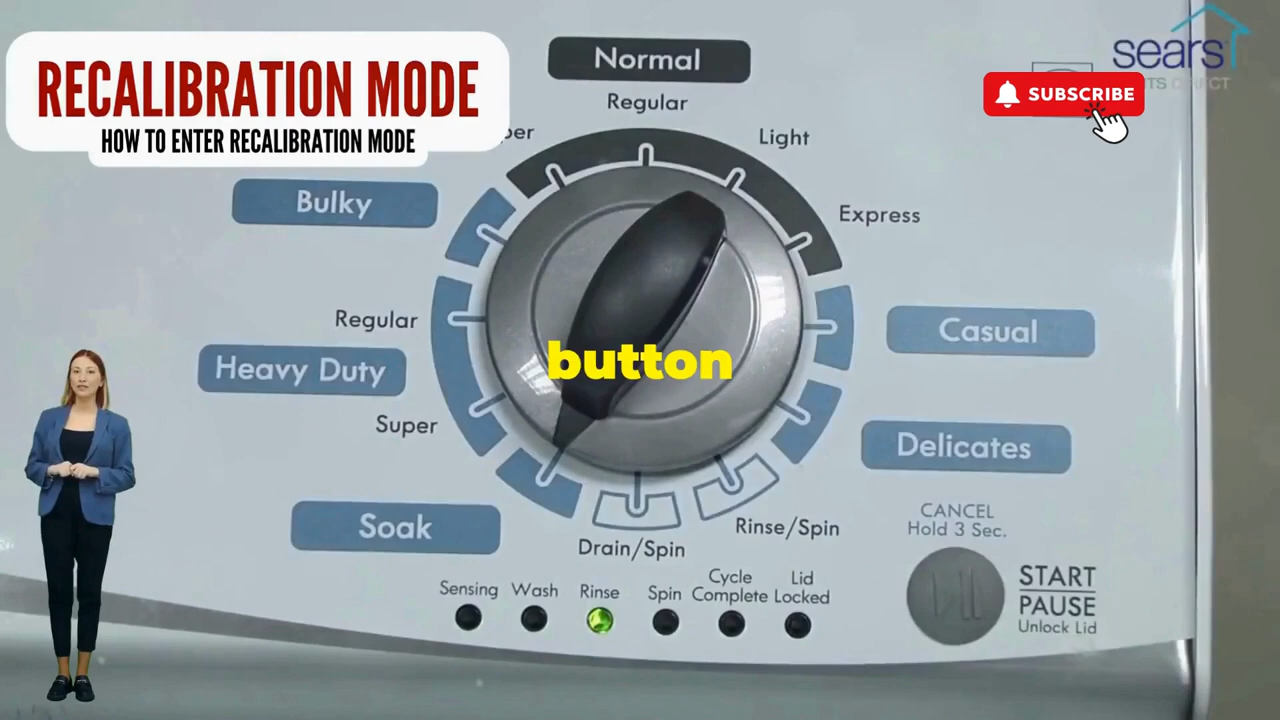 RECALIBRATION MODE
HOW TO ENTER RECALIBRATION MODE
sears
DIRECT
SUBSCRIBE
Normal
Regular
Light
Express
Bulky
Regular
Heavy Duty
Super
Casual
Delicates
button
Soak
Drain/Spin
Rinse/Spin
CANCEL
Hold 3 Sec.
Sensing
Wash
Rinse
Spin
Cycle
Complete
Lid
Locked
START
PAUSE
Unlock Lid